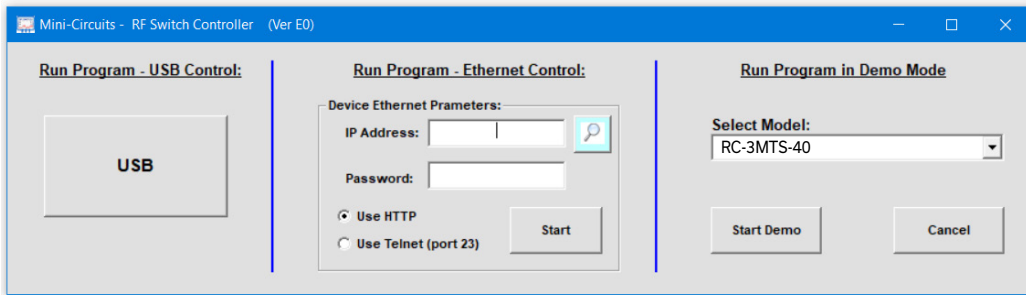 Mini-Circuits - RF Switch Controller (Ver E0)
Run Program - USB Control:
USB
Run Program - Ethernet Control:
Device Ethernet Prameters:
IP Address:
Password:
Use HTTP
Use Telnet (port 23)
Start
Run Program in Demo Mode
Select Model:
RC-3MTS-40
Start Demo
Cancel